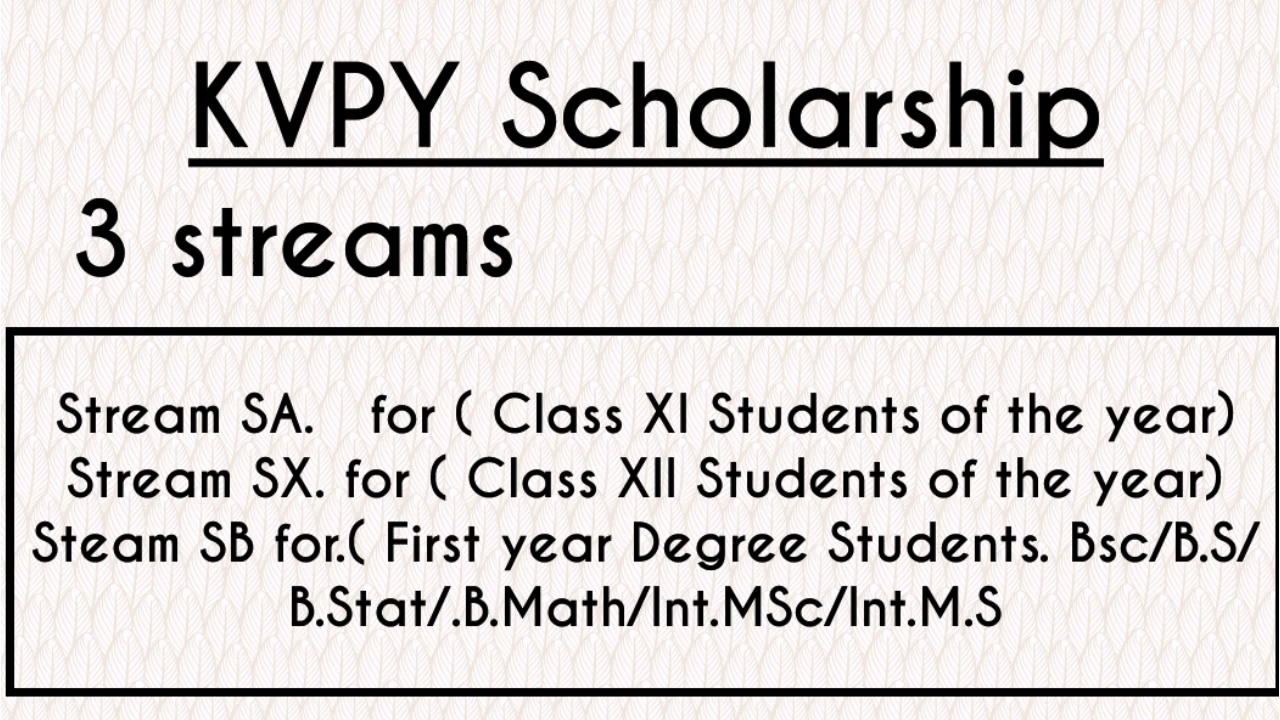 KVPY Scholarship
3 streams
Stream SA. for ( Class XI Students of the year)
Stream SX. for ( Class XII Students of the year)
Steam SB for.( First year Degree Students. Bsc/B.S/
B.Stat/.B.Math/Int.MSc/Int.M.S